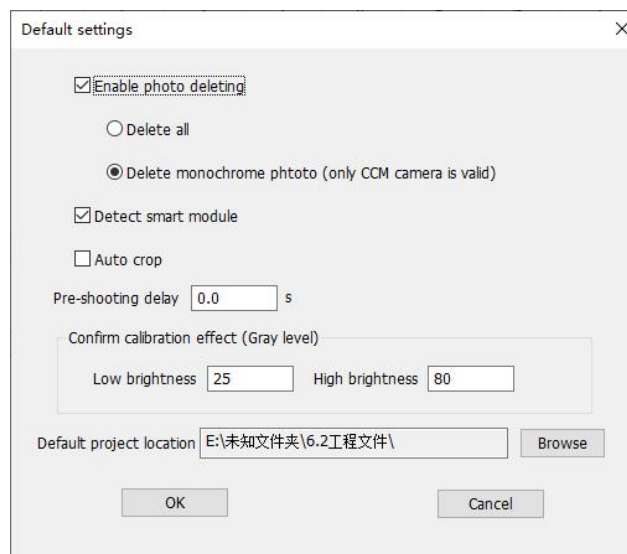 Default settings
Enable photo deleting
Delete all
Delete monochrome phtoto (only CCM camera is valid)
Detect smart module
Auto crop
Pre-shooting delay 0.0 s
Confirm calibration effect (Gray level)
Low brightness 25 High brightness 80
Default project location E:\未知文件夹\6.2工程文件\ Browse
OK Cancel